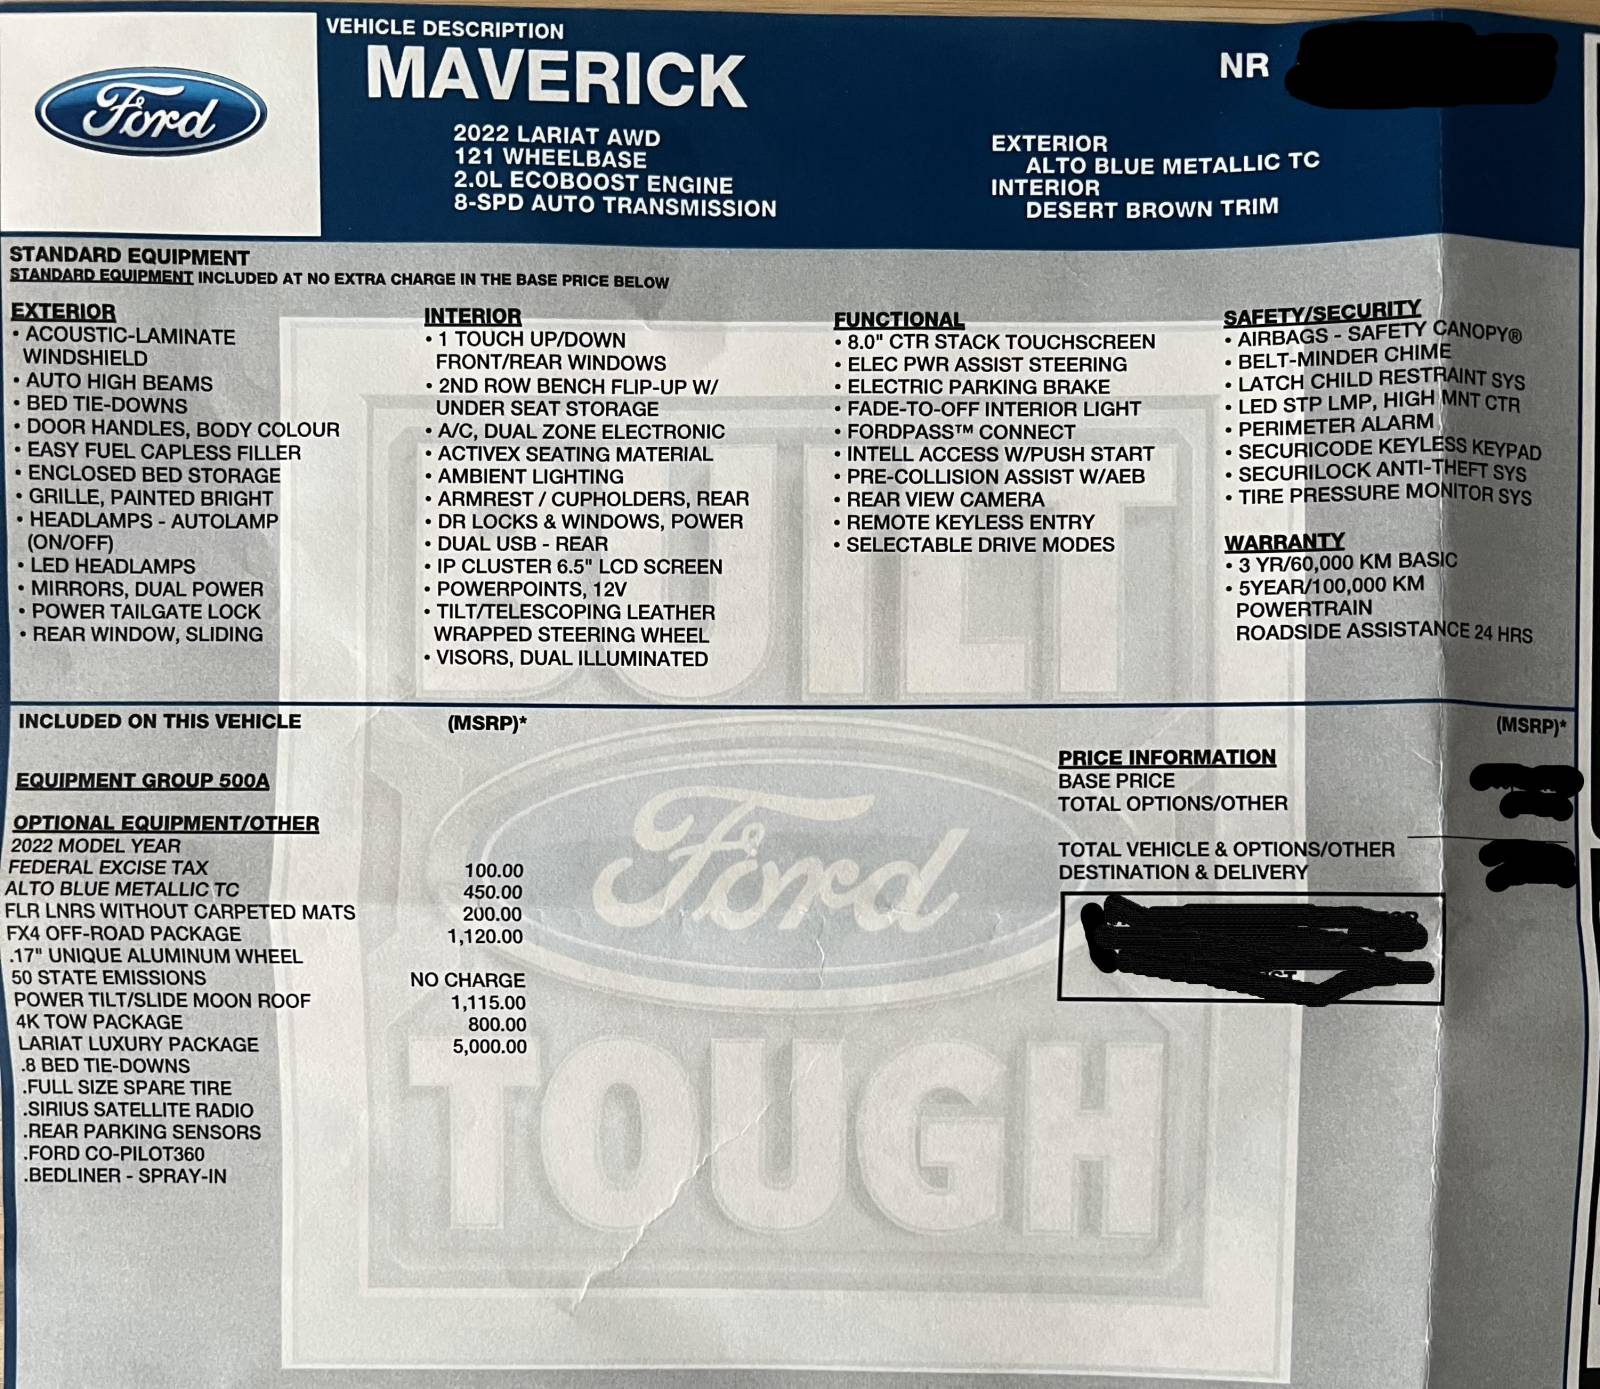 Ford
VEHICLE DESCRIPTION
MAVERICK
2022 LARIAT AWD
121 WHEELBASE
2.0L ECOBOOST ENGINE
8-SPD AUTO TRANSMISSION
NR
EXTERIOR
ALTO BLUE METALLIC TC
INTERIOR
DESERT BROWN TRIM
STANDARD EQUIPMENT
STANDARD EQUIPMENT INCLUDED AT NO EXTRA CHARGE IN THE BASE PRICE BELOW
EXTERIOR
• ACOUSTIC-LAMINATE
WINDSHIELD
• AUTO HIGH BEAMS
• BED TIE-DOWNS
• DOOR HANDLES, BODY COLOUR
• EASY FUEL CAPLESS FILLER
• ENCLOSED BED STORAGE
• GRILLE, PAINTED BRIGHT
• HEADLAMPS - AUTOLAMP
(ON/OFF)
• LED HEADLAMPS
• MIRRORS, DUAL POWER
• POWER TAILGATE LOCK
• REAR WINDOW, SLIDING
INTERIOR
• 1 TOUCH UP/DOWN
FRONT/REAR WINDOWS
• 2ND ROW BENCH FLIP-UP W/
UNDER SEAT STORAGE
• A/C, DUAL ZONE ELECTRONIC
• ACTIVEX SEATING MATERIAL
• AMBIENT LIGHTING
• ARMREST / CUPHOLDERS, REAR
• DR LOCKS & WINDOWS, POWER
• DUAL USB - REAR
• IP CLUSTER 6.5" LCD SCREEN
• POWERPOINTS, 12V
• TILT/TELESCOPING LEATHER
WRAPPED STEERING WHEEL
• VISORS, DUAL ILLUMINATED
FUNCTIONAL
• 8.0" CTR STACK TOUCHSCREEN
• ELEC PWR ASSIST STEERING
• ELECTRIC PARKING BRAKE
• FADE-TO-OFF INTERIOR LIGHT
• FORDPASS™ CONNECT
• INTELL ACCESS W/PUSH START
• PRE-COLLISION ASSIST W/AEB
• REAR VIEW CAMERA
• REMOTE KEYLESS ENTRY
• SELECTABLE DRIVE MODES
SAFETY/SECURITY
• AIRBAGS - SAFETY CANOPY®
• BELT-MINDER CHIME
• LATCH CHILD RESTRAINT SYS
• LED STP LMP, HIGH MNT CTR
• PERIMETER ALARM
• SECURICODE KEYLESS KEYPAD
• SECURILOCK ANTI-THEFT SYS
• TIRE PRESSURE MONITOR SYS
WARRANTY
• 3 YR/60,000 KM BASIC
• 5YEAR/100,000 KM
POWERTRAIN
ROADSIDE ASSISTANCE 24 HRS
INCLUDED ON THIS VEHICLE (MSRP)*
EQUIPMENT GROUP 500A
OPTIONAL EQUIPMENT/OTHER
2022 MODEL YEAR
FEDERAL EXCISE TAX 100.00
ALTO BLUE METALLIC TC 450.00
FLR LNRS WITHOUT CARPETED MATS 200.00
FX4 OFF-ROAD PACKAGE 1,120.00
.17" UNIQUE ALUMINUM WHEEL
50 STATE EMISSIONS NO CHARGE
POWER TILT/SLIDE MOON ROOF 1,115.00
4K TOW PACKAGE 800.00
LARIAT LUXURY PACKAGE 5,000.00
.8 BED TIE-DOWNS
.FULL SIZE SPARE TIRE
.SIRIUS SATELLITE RADIO
.REAR PARKING SENSORS
.FORD CO-PILOT360
.BEDLINER - SPRAY-IN
(MSRP)*
PRICE INFORMATION
BASE PRICE
TOTAL OPTIONS/OTHER
TOTAL VEHICLE & OPTIONS/OTHER
DESTINATION & DELIVERY
BUILT
Ford
TOUGH